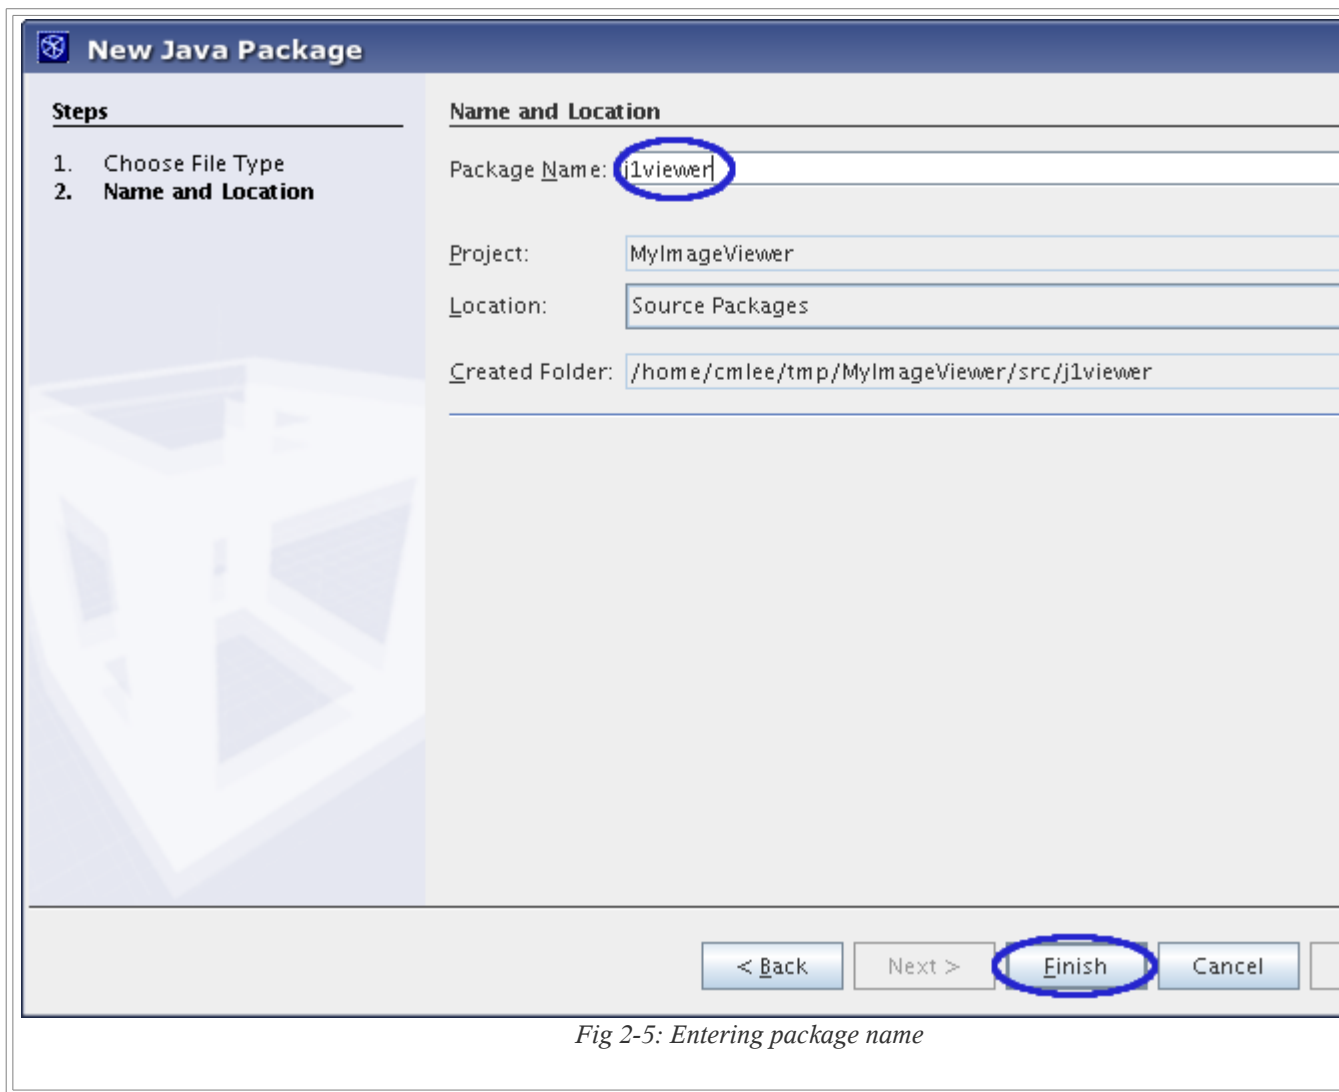 New Java Package
Steps
1. Choose File Type
2. Name and Location
Name and Location
Package Name: j1viewer
Project: MyImageViewer
Location: Source Packages
Created Folder: /home/cmlee/tmp/MyImageViewer/src/j1viewer
< Back Next > Finish Cancel
Fig 2-5: Entering package name